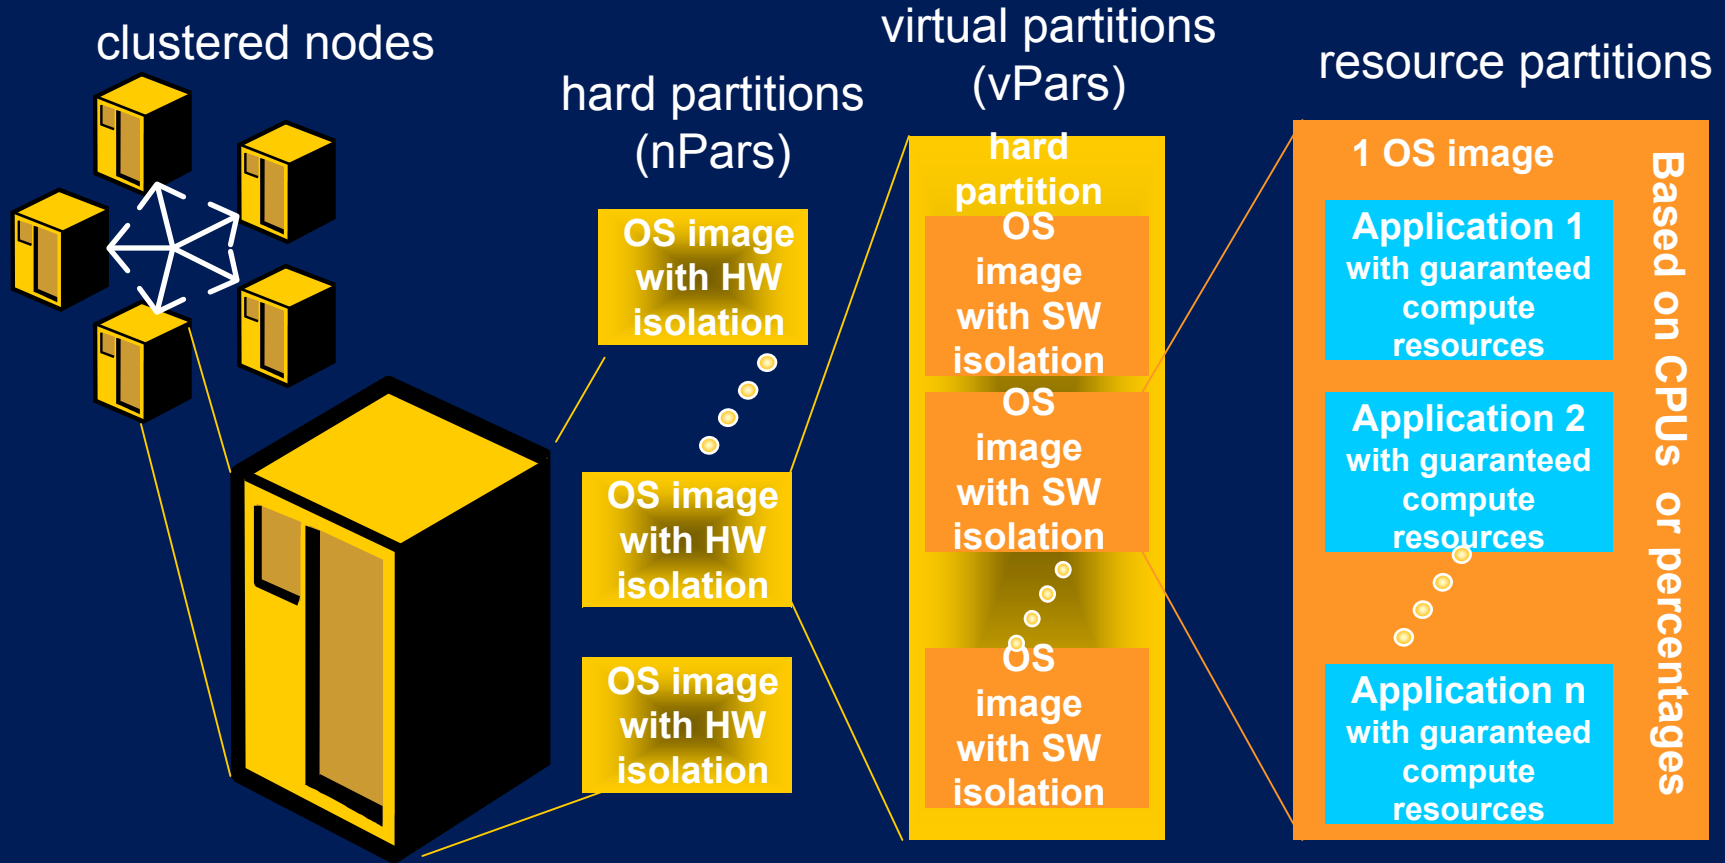 clustered nodes
hard partitions
(nPars)
OS image
with HW
isolation
OS image
with HW
isolation
OS image
with HW
isolation
virtual partitions
(vPars)
hard
partition
OS
image
with SW
isolation
OS
image
with SW
isolation
OS
image
with SW
isolation
resource partitions
1 OS image
Application 1
with guaranteed
compute
resources
Application 2
with guaranteed
compute
resources
Application n
with guaranteed
compute
resources
Based on CPUs or percentages